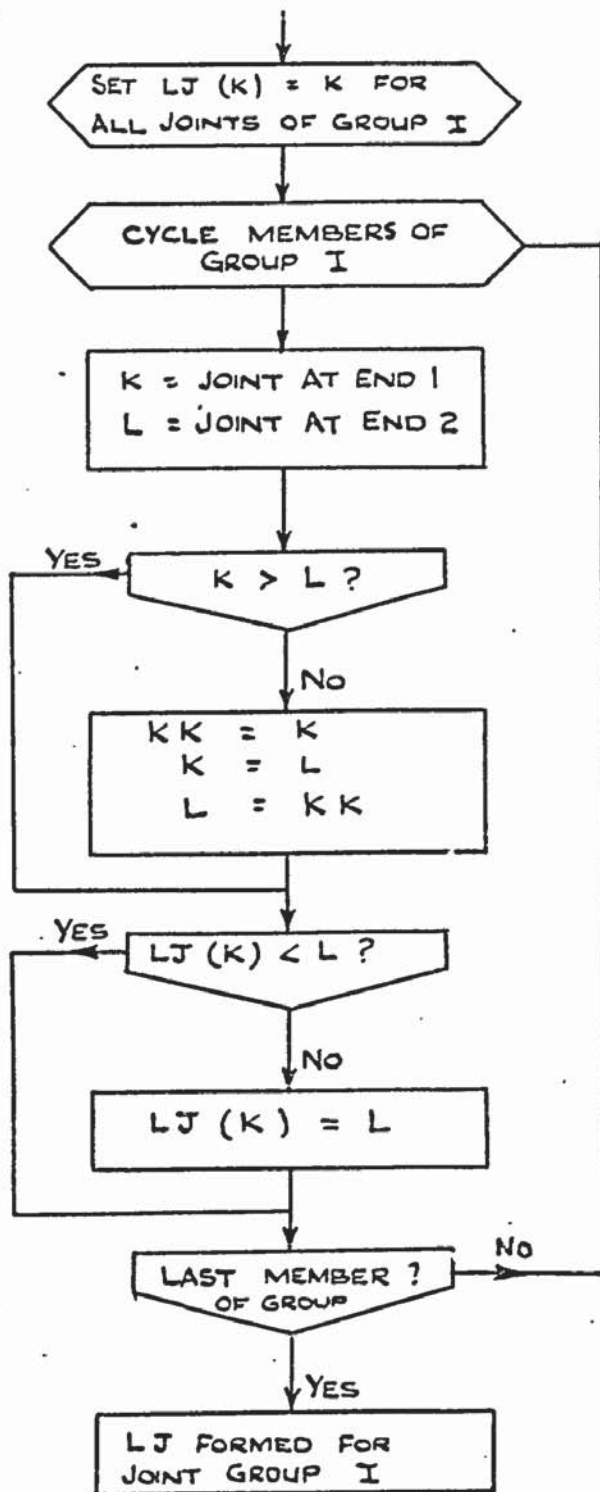 SET LJ (K) = K FOR
ALL JOINTS OF GROUP I
CYCLE MEMBERS OF
GROUP I
K = JOINT AT END 1
L = JOINT AT END 2
YES
K > L ?
NO
KK = K
K = L
L = KK
YES
LJ (K) < L ?
NO
LJ (K) = L
LAST MEMBER ?
OF GROUP
NO
YES
LJ FORMED FOR
JOINT GROUP I